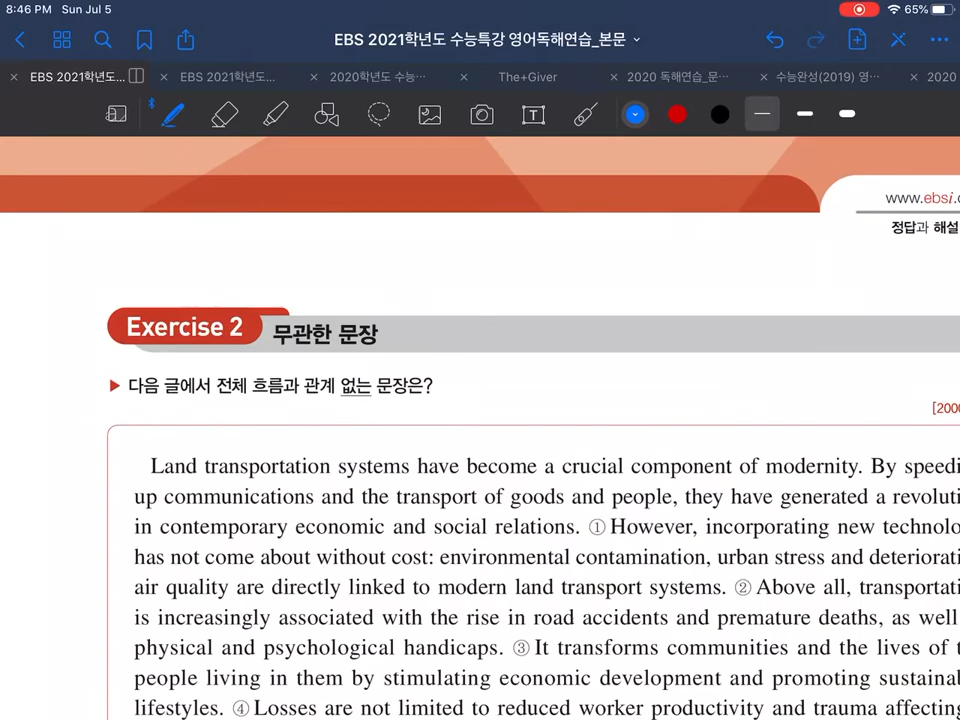 8:46 PM Sun Jul 5
65%
EBS 2021학년도 수능특강 영어독해연습_본문
EBS 2021학년도...
EBS 2021학년도...
2020학년도 수능...
The+Giver
2020 독해연습_문...
수능완성(2019) 영...
2020
T
www.ebsi.
정답과 해설
Exercise 2 무관한 문장
▶ 다음 글에서 전체 흐름과 관계 없는 문장은?
Land transportation systems have become a crucial component of modernity. By
up communications and the transport of goods and people, they have generated a
in contemporary economic and social relations. ① However, incorporating new
has not come about without cost: environmental contamination, urban stress and
air quality are directly linked to modern land transport systems. ② Above all,
is increasingly associated with the rise in road accidents and premature deaths, as well
physical and psychological handicaps. ③ It transforms communities and the lives of
people living in them by stimulating economic development and promoting
lifestyles. ④ Losses are not limited to reduced worker productivity and trauma